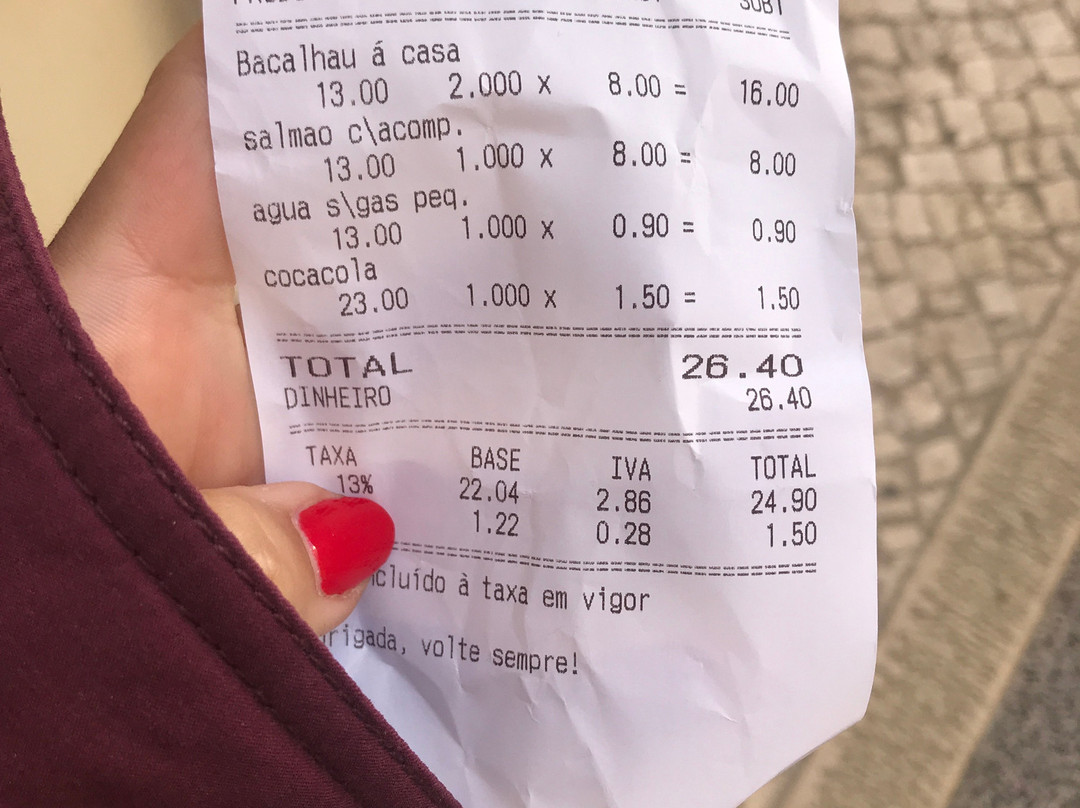 Bacalhau á casa
13.00 2.000 x 8.00 = 16.00
salmao c\acomp.
13.00 1.000 x 8.00 = 8.00
agua s\gas peq.
13.00 1.000 x 0.90 = 0.90
cocacola
23.00 1.000 x 1.50 = 1.50
TOTAL 26.40
DINHEIRO 26.40
TAXA BASE IVA TOTAL
13% 22.04 2.86 24.90
1.22 0.28 1.50
cluído à taxa em vigor
rigada, volte sempre!